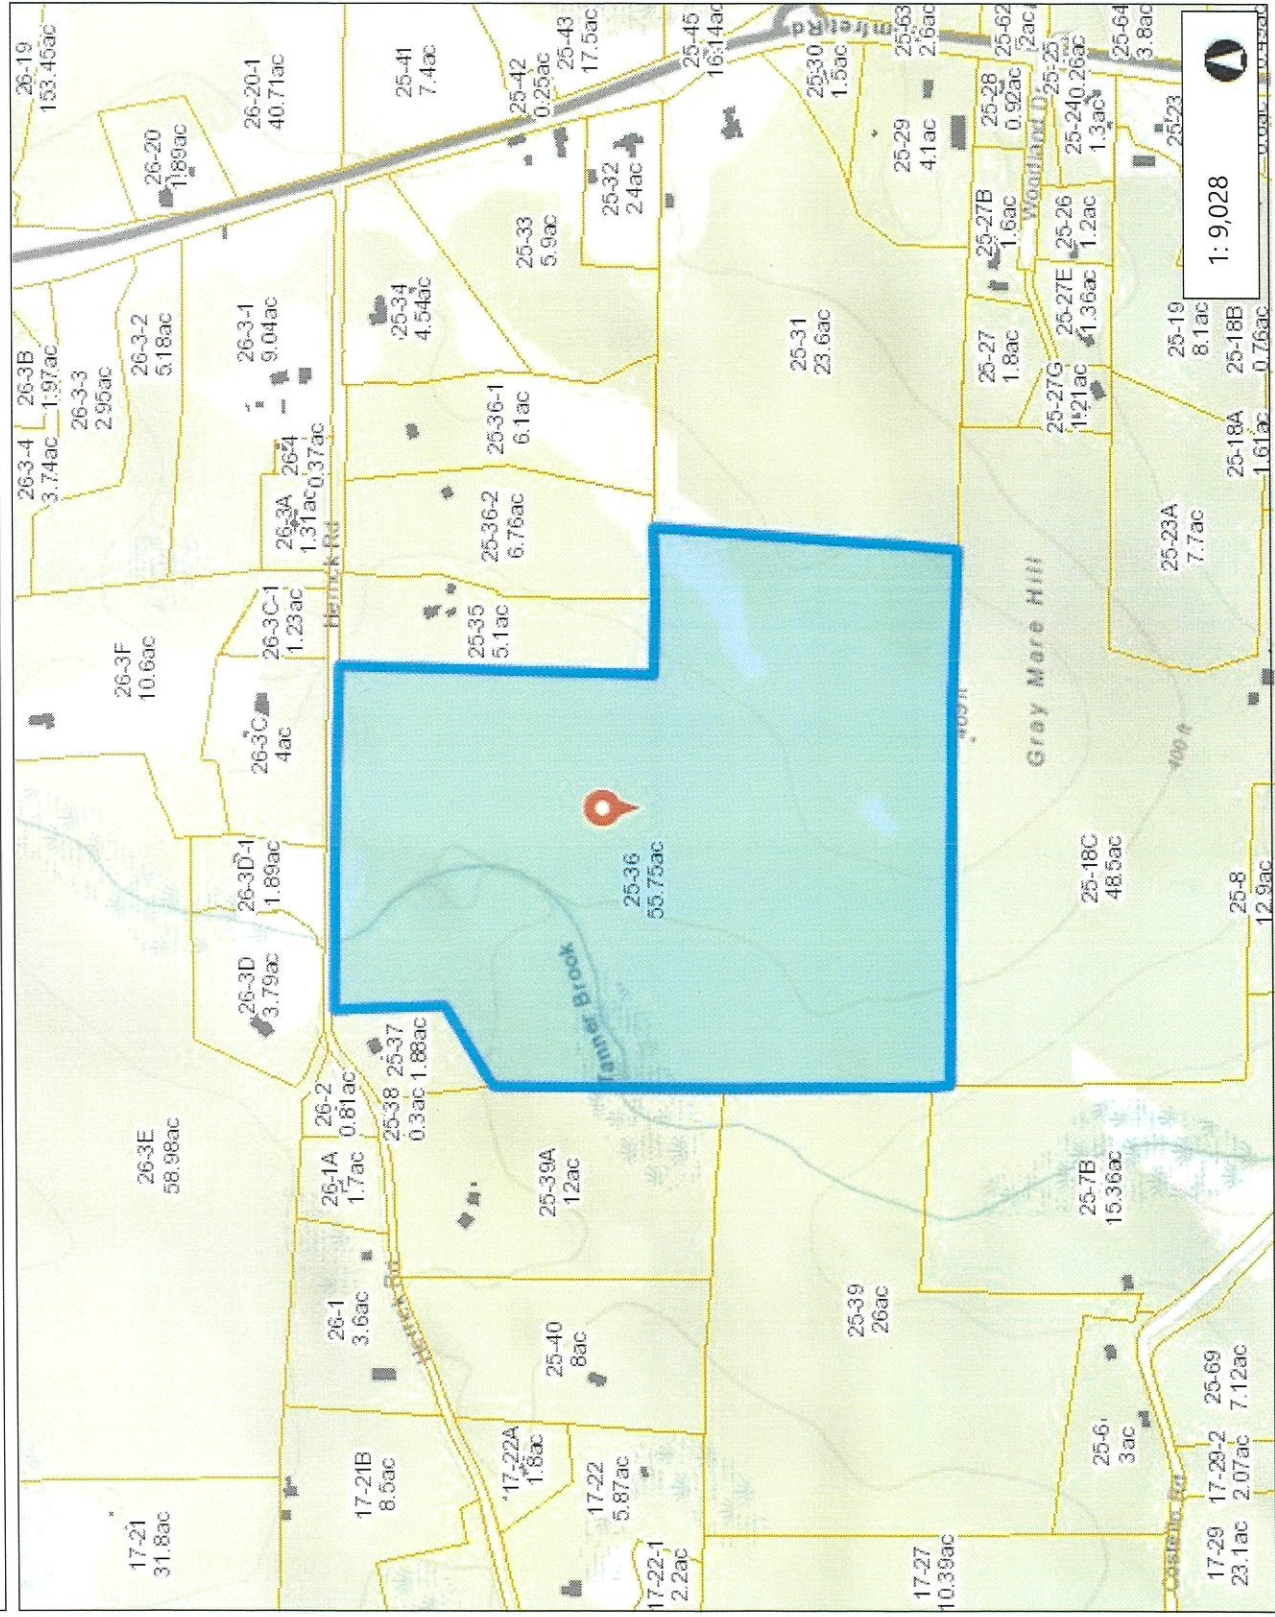 17-21
31.8ac
26-3E
58.98ac
26-3F
10.6ac
26-3-4
3.74ac
26-3B
1.97ac
26-3-3
2.95ac
26-3-2
5.18ac
26-20
1.89ac
26-19
153.45ac
26-20-1
40.71ac
26-3-1
9.04ac
26-3D-1
1.89ac
26-3D
3.79ac
26-3C
4ac
26-3C-1
1.23ac
26-3A
1.31ac
26-4
0.37ac
Herrick Rd
17-21B
8.5ac
26-1
3.6ac
26-1A
1.7ac
26-2
0.81ac
25-38
0.3ac
25-37
1.88ac
Herrick Rd
25-41
7.4ac
25-42
0.25ac
25-43
17.5ac
25-34
4.54ac
25-33
5.9ac
25-32
2.4ac
25-45
16.14ac
25-36-1
6.1ac
25-36-2
6.76ac
25-35
5.1ac
17-22A
1.8ac
17-22
5.87ac
17-22-1
2.2ac
25-40
8ac
25-39A
12ac
Tanner Brook
25-36
55.75ac
25-31
23.6ac
25-30
1.5ac
25-29
4.1ac
25-63
2.6ac
25-62
25-28
0.92ac
25-25
0.26ac
25-24
1.3ac
25-64
3.8ac
25-27B
1.6ac
Woodland D
25-26
1.2ac
25-27E
1.36ac
25-27
1.8ac
25-27G
1.21ac
25-23
25-19
8.1ac
25-18B
0.76ac
25-18A
1.61ac
25-23A
7.7ac
Gray Mare Hill
400 ft
25-39
26ac
25-18C
48.5ac
25-8
12.9ac
25-7B
15.36ac
25-6
3ac
17-27
10.39ac
17-29
23.1ac
17-29-2
2.07ac
25-69
7.12ac
1: 9,028